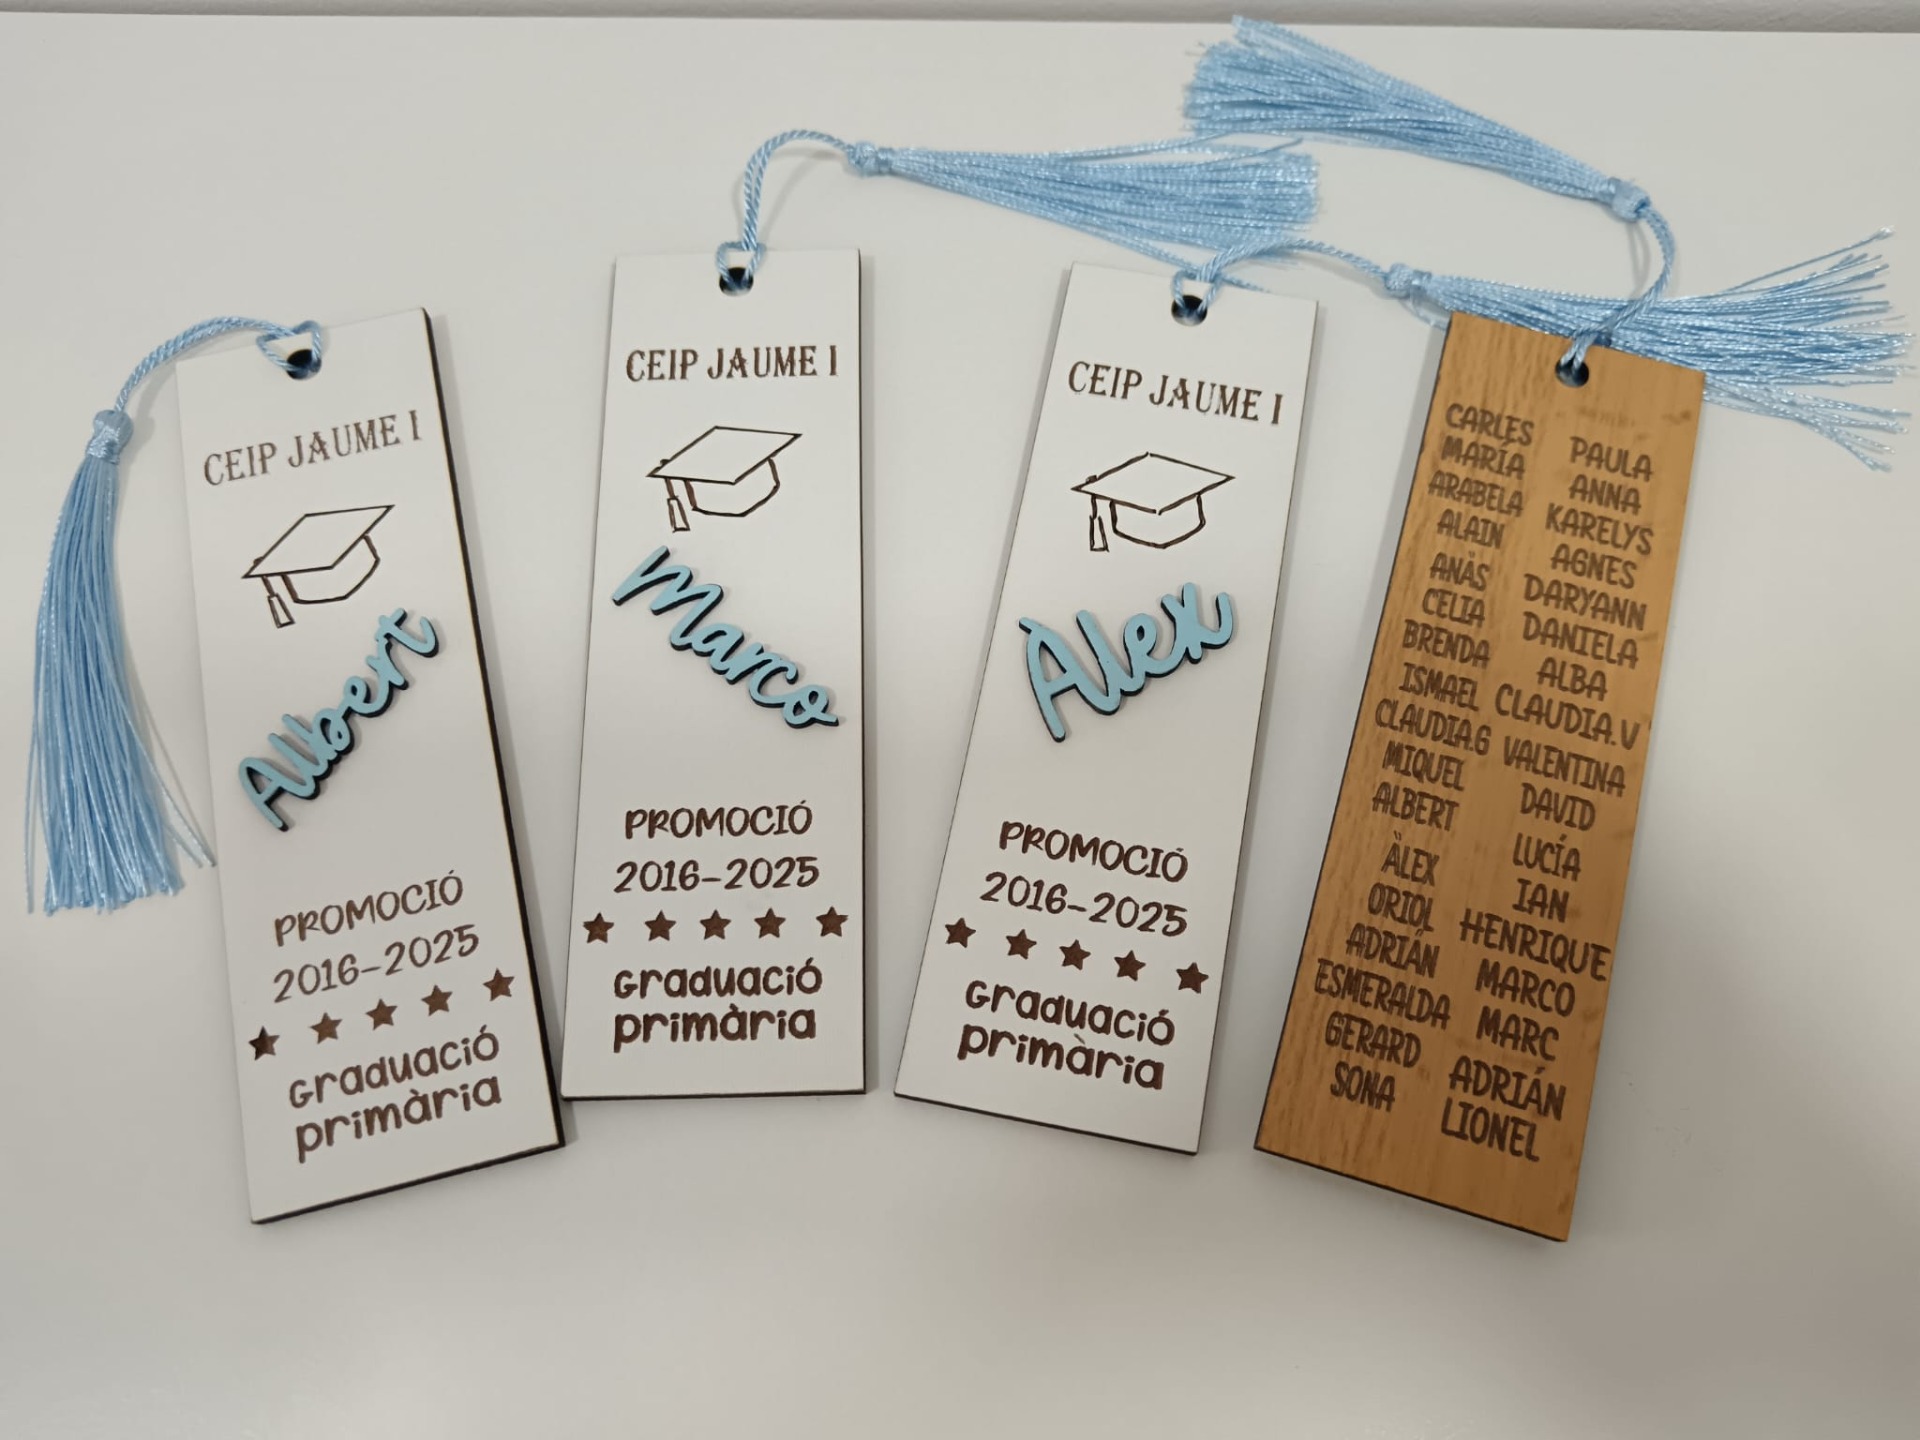 CEIP JAUME I
Albert
PROMOCIÓ
2016-2025
Graduació
primària
CEIP JAUME I
Marco
PROMOCIÓ
2016-2025
Graduació
primària
CEIP JAUME I
Àlex
PROMOCIÓ
2016-2025
Graduació
primària
CARLES
MARÍA
ARABELA
ALAIN
ANÀS
CELIA
BRENDA
ISMAEL
CLAUDIA.G
MIQUEL
ALBERT
ÀLEX
ORIOL
ADRIÁN
ESMERALDA
GERARD
SONA
PAULA
ANNA
KARELYS
AGNES
DARYANN
DANIELA
ALBA
CLAUDIA.V
VALENTINA
DAVID
LUCÍA
IAN
HENRIQUE
MARCO
MARC
ADRIÁN
LIONEL